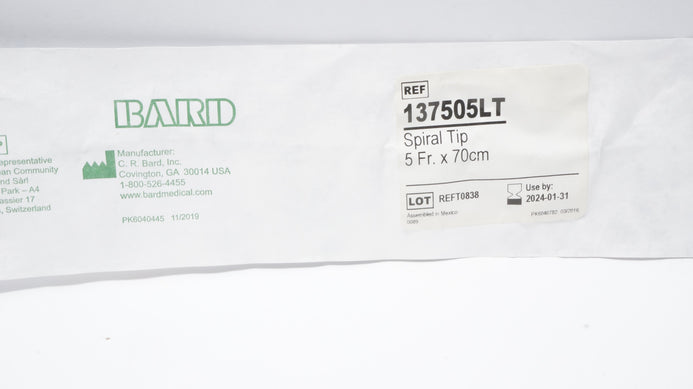 BARD
epresentative
an Community
nd Sàrl
Park – A4
assier 17
, Switzerland
Manufacturer:
C. R. Bard, Inc.
Covington, GA 30014 USA
1-800-526-4455
www.bardmedical.com
PK6040445 11/2019
REF
137505LT
Spiral Tip
5 Fr. x 70cm
LOT REFT0838
Use by:
2024-01-31
Assembled in Mexico
PK6040782